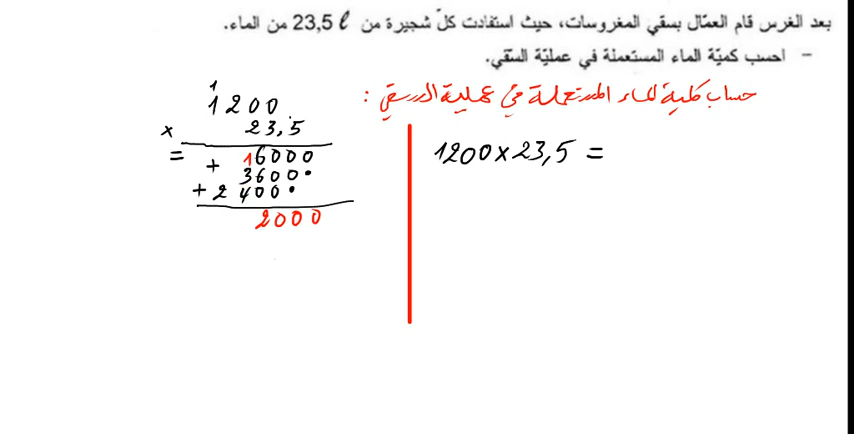 بعد الغرس قام العمّال بسقي المغروسات، حيث استفادت كلّ شجيرة من 23,5 ℓ من الماء.
– احسب كميّة الماء المستعملة في عمليّة السّقي.
حساب كمية الماء المستعملة في عملية السقي :
1
1200
× 23,5
= + 16000
3600•
+ 2400•
2000
1200 × 23,5 =